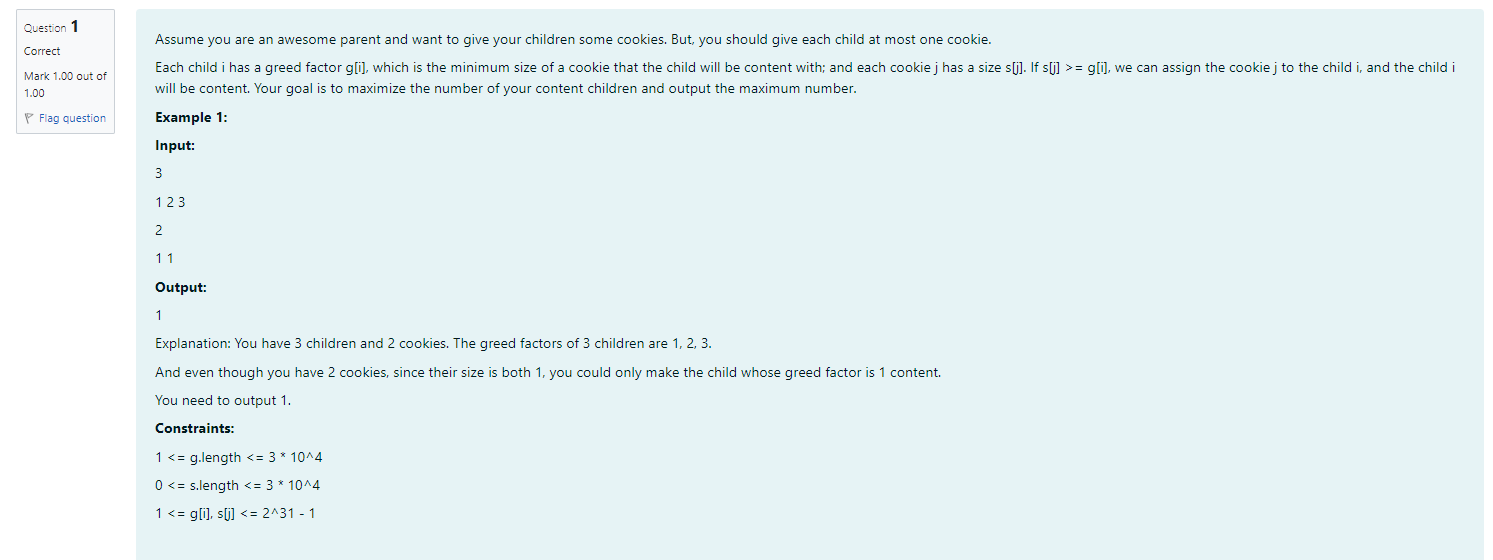 Question 1
Correct
Mark 1.00 out of
1.00
Flag question
Assume you are an awesome parent and want to give your children some cookies. But, you should give each child at most one cookie.
Each child i has a greed factor g[i], which is the minimum size of a cookie that the child will be content with; and each cookie j has a size s[j]. If s[j] >= g[i], we can assign the cookie j to the child i, and the child i
will be content. Your goal is to maximize the number of your content children and output the maximum number.
Example 1:
Input:
3
1 2 3
2
1 1
Output:
1
Explanation: You have 3 children and 2 cookies. The greed factors of 3 children are 1, 2, 3.
And even though you have 2 cookies, since their size is both 1, you could only make the child whose greed factor is 1 content.
You need to output 1.
Constraints:
1 <= g.length <= 3 * 10^4
0 <= s.length <= 3 * 10^4
1 <= g[i], s[j] <= 2^31 - 1